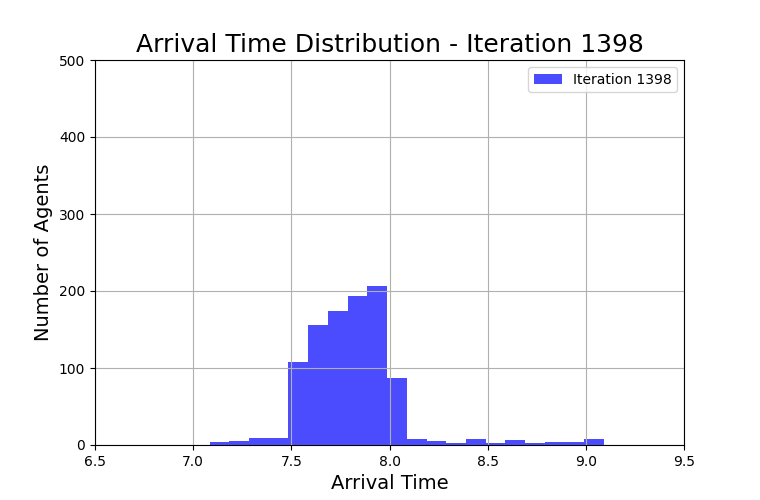 Arrival Time Distribution - Iteration 1398
Iteration 1398
Number of Agents
500
400
300
200
100
0
6.5 7.0 7.5 8.0 8.5 9.0 9.5
Arrival Time